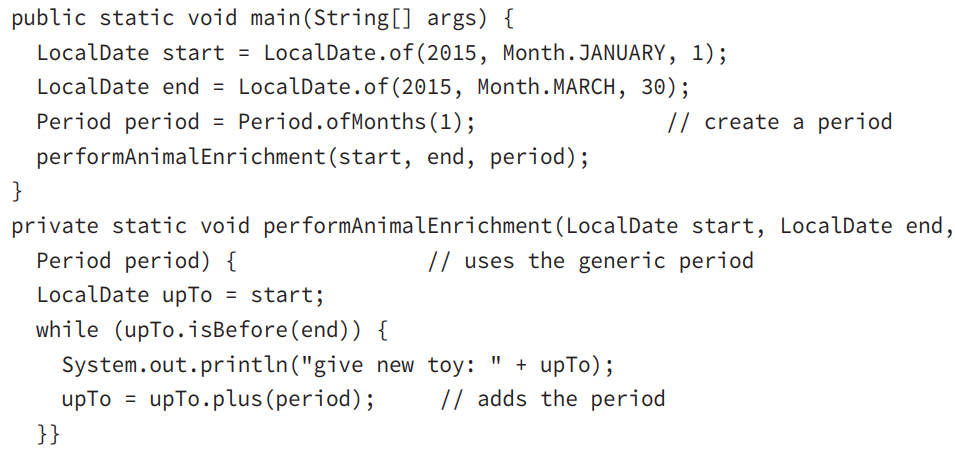 public static void main(String[] args) {
LocalDate start = LocalDate.of(2015, Month.JANUARY, 1);
LocalDate end = LocalDate.of(2015, Month.MARCH, 30);
Period period = Period.ofMonths(1); // create a period
performAnimalEnrichment(start, end, period);
}
private static void performAnimalEnrichment(LocalDate start, LocalDate end,
Period period) { // uses the generic period
LocalDate upTo = start;
while (upTo.isBefore(end)) {
System.out.println("give new toy: " + upTo);
upTo = upTo.plus(period); // adds the period
}}